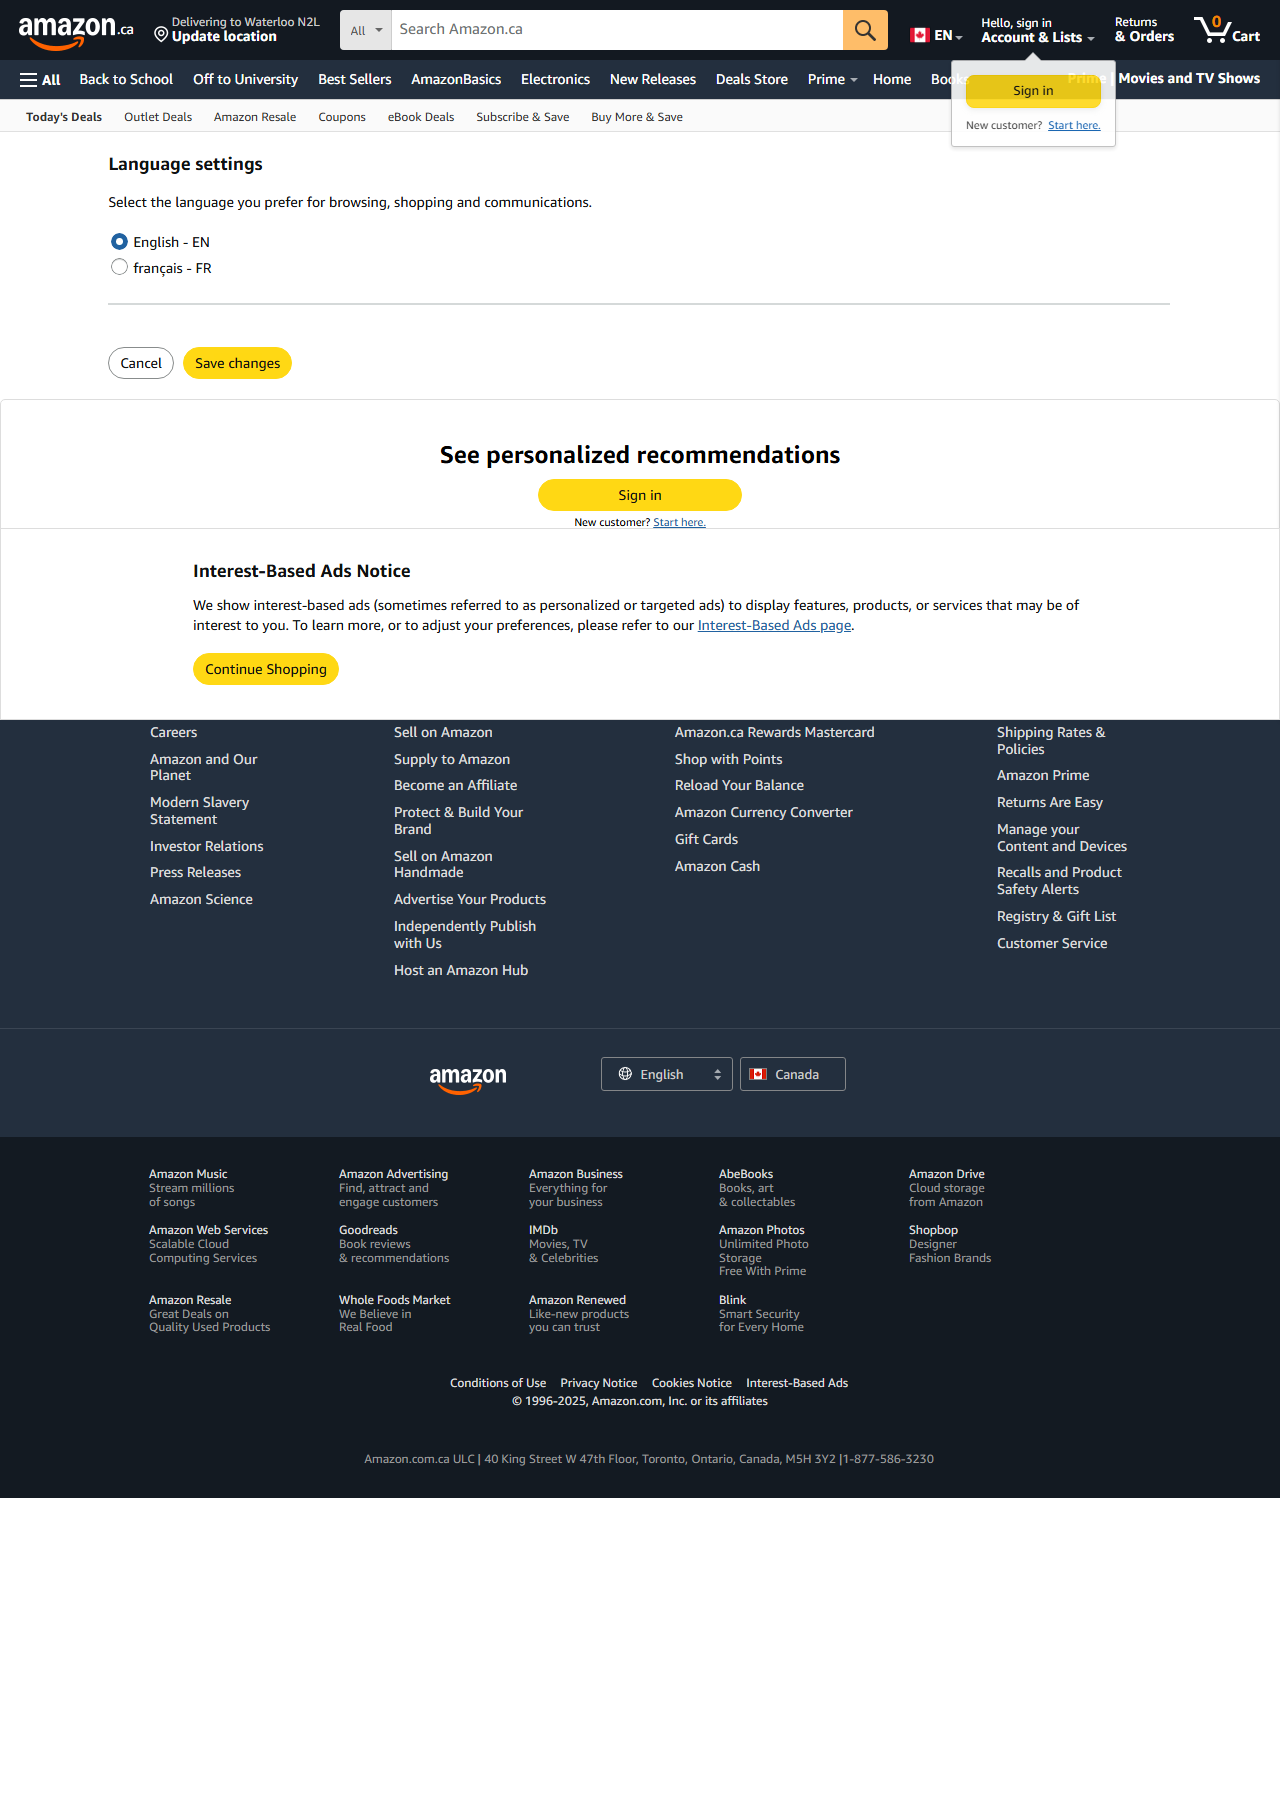 amazon.ca
Delivering to Waterloo N2L
Update location
All
Search Amazon.ca
EN
Hello, sign in
Account & Lists
Returns
& Orders
0
Cart
All
Back to School
Off to University
Best Sellers
AmazonBasics
Electronics
New Releases
Deals Store
Prime
Home
Books
Prime | Movies and TV Shows
Sign in
New customer? Start here.
Today's Deals
Outlet Deals
Amazon Resale
Coupons
eBook Deals
Subscribe & Save
Buy More & Save
Language settings
Select the language you prefer for browsing, shopping and communications.
English - EN
français - FR
Cancel
Save changes
See personalized recommendations
Sign in
New customer? Start here.
Interest-Based Ads Notice
We show interest-based ads (sometimes referred to as personalized or targeted ads) to display features, products, or services that may be of
interest to you. To learn more, or to adjust your preferences, please refer to our Interest-Based Ads page.
Continue Shopping
Careers
Amazon and Our
Planet
Modern Slavery
Statement
Investor Relations
Press Releases
Amazon Science
Sell on Amazon
Supply to Amazon
Become an Affiliate
Protect & Build Your
Brand
Sell on Amazon
Handmade
Advertise Your Products
Independently Publish
with Us
Host an Amazon Hub
Amazon.ca Rewards Mastercard
Shop with Points
Reload Your Balance
Amazon Currency Converter
Gift Cards
Amazon Cash
Shipping Rates &
Policies
Amazon Prime
Returns Are Easy
Manage your
Content and Devices
Recalls and Product
Safety Alerts
Registry & Gift List
Customer Service
amazon
English
Canada
Amazon Music
Stream millions
of songs
Amazon Advertising
Find, attract and
engage customers
Amazon Business
Everything for
your business
AbeBooks
Books, art
& collectables
Amazon Drive
Cloud storage
from Amazon
Amazon Web Services
Scalable Cloud
Computing Services
Goodreads
Book reviews
& recommendations
IMDb
Movies, TV
& Celebrities
Amazon Photos
Unlimited Photo
Storage
Free With Prime
Shopbop
Designer
Fashion Brands
Amazon Resale
Great Deals on
Quality Used Products
Whole Foods Market
We Believe in
Real Food
Amazon Renewed
Like-new products
you can trust
Blink
Smart Security
for Every Home
Conditions of Use
Privacy Notice
Cookies Notice
Interest-Based Ads
© 1996-2025, Amazon.com, Inc. or its affiliates
Amazon.com.ca ULC | 40 King Street W 47th Floor, Toronto, Ontario, Canada, M5H 3Y2 |1-877-586-3230